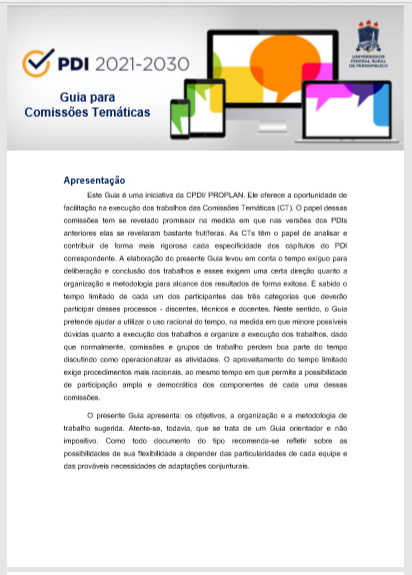 PDI 2021-2030
Guia para
Comissões Temáticas
UNIVERSIDADE
FEDERAL RURAL
DE PERNAMBUCO
Apresentação
Este Guia é uma iniciativa da CPDI/ PROPLAN. Ele oferece a oportunidade de
facilitação na execução dos trabalhos das Comissões Temáticas (CT). O papel dessas
comissões tem se revelado promissor na medida em que nas versões dos PDIs
anteriores elas se revelaram bastante frutíferas. As CTs têm o papel de analisar e
contribuir de forma mais rigorosa cada especificidade dos capítulos do PDI
correspondente. A elaboração do presente Guia levou em conta o tempo exíguo para
deliberação e conclusão dos trabalhos e esses exigem uma certa direção quanto a
organização e metodologia para alcance dos resultados de forma exitosa. É sabido o
tempo limitado de cada um dos participantes das três categorias que deverão
participar desses processos - discentes, técnicos e docentes. Neste sentido, o Guia
pretende ajudar a utilizar o uso racional do tempo, na medida em que minore possíveis
dúvidas quanto a execução dos trabalhos e organize a execução dos trabalhos, dado
que normalmente, comissões e grupos de trabalho perdem boa parte do tempo
discutindo como operacionalizar as atividades. O aproveitamento do tempo limitado
exige procedimentos mais racionais, ao mesmo tempo em que permite a possibilidade
de participação ampla e democrática dos componentes de cada uma dessas
comissões.
O presente Guia apresenta: os objetivos, a organização e a metodologia de
trabalho sugerida. Atente-se, todavia, que se trata de um Guia orientador e não
impositivo. Como todo documento do tipo recomenda-se refletir sobre as
possibilidades de sua flexibilidade a depender das particularidades de cada equipe e
das prováveis necessidades de adaptações conjunturais.